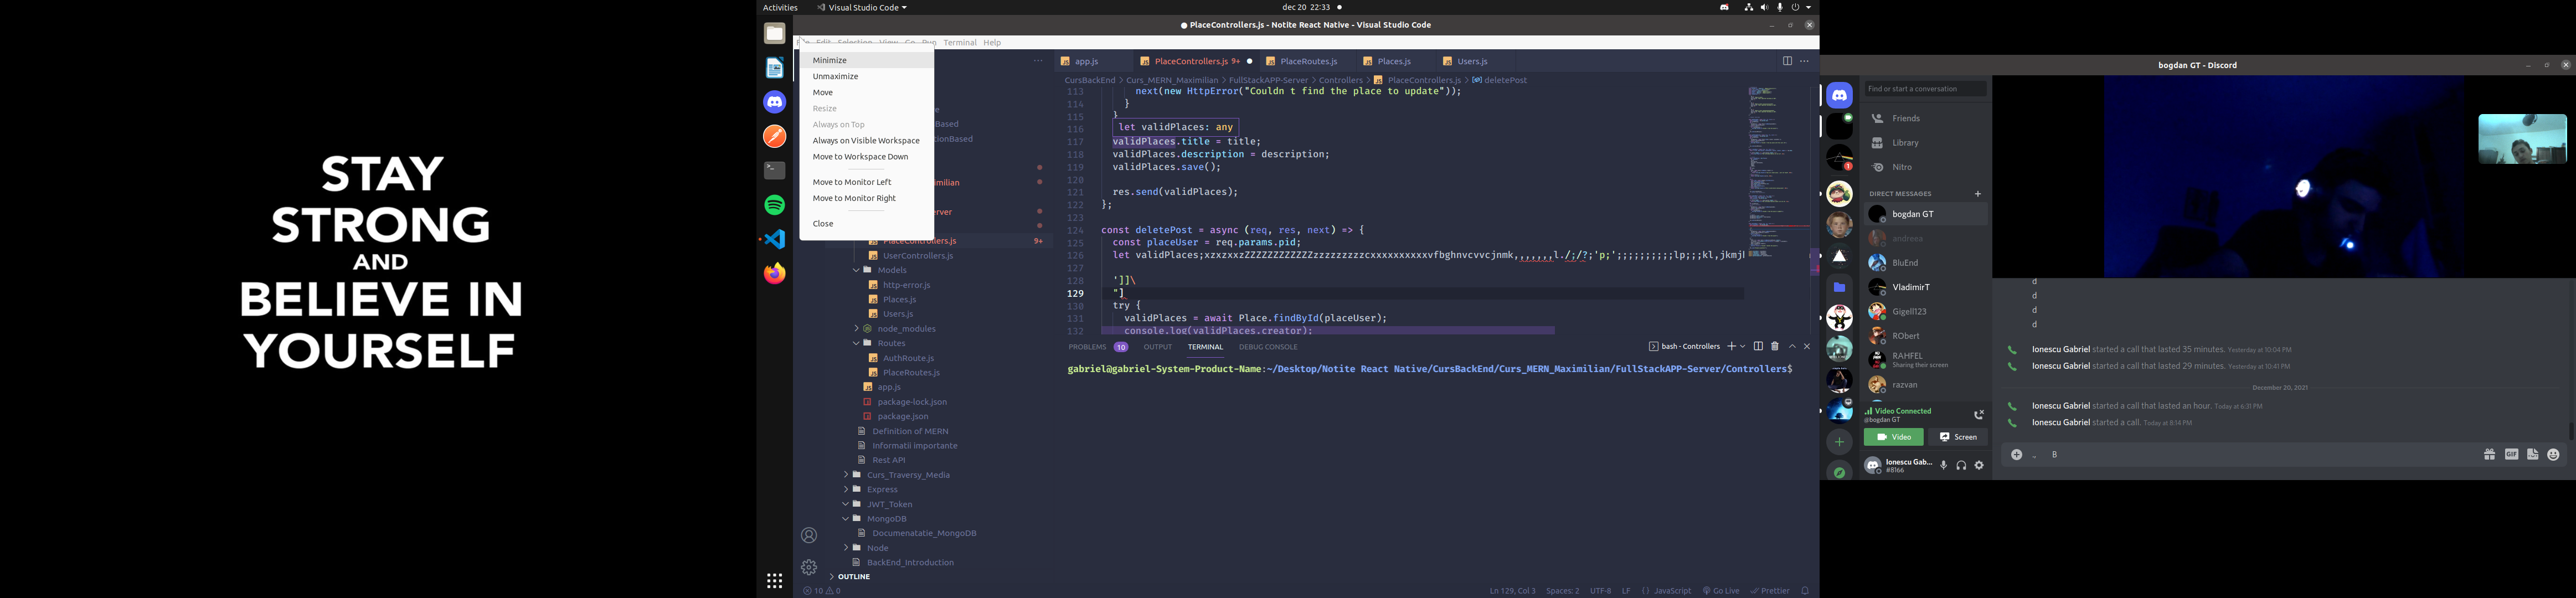 STAY
STRONG
AND
BELIEVE IN
YOURSELF
Activities
Visual Studio Code
dec 20 22:33
PlaceControllers.js - Notite React Native - Visual Studio Code
Terminal Help
Minimize
Unmaximize
Move
Resize
Always on Top
Always on Visible Workspace
Move to Workspace Down
Move to Monitor Left
Move to Monitor Right
Close
PlaceControllers.js 9+
UserControllers.js
Models
http-error.js
Places.js
Users.js
node_modules
Routes
AuthRoute.js
PlaceRoutes.js
app.js
package-lock.json
package.json
Definition of MERN
Informatii importante
Rest API
Curs_Traversy_Media
Express
JWT_Token
MongoDB
Documenatatie_MongoDB
Node
BackEnd_Introduction
OUTLINE
app.js
PlaceControllers.js 9+
PlaceRoutes.js
Places.js
Users.js
CursBackEnd > Curs_MERN_Maximilian > FullStackAPP-Server > Controllers > PlaceControllers.js > deletePost
113 next(new HttpError("Couldn t find the place to update"));
114 }
115 }
116 let validPlaces: any
117 validPlaces.title = title;
118 validPlaces.description = description;
119 validPlaces.save();
120
121 res.send(validPlaces);
122 };
123
124 const deletePost = async (req, res, next) => {
125 const placeUser = req.params.pid;
126 let validPlaces;
127
128 ']]\
129 "]
130 try {
131 validPlaces = await Place.findById(placeUser);
132 console.log(validPlaces.creator);
PROBLEMS 10 OUTPUT TERMINAL DEBUG CONSOLE
bash - Controllers
gabriel@gabriel-System-Product-Name:~/Desktop/Notite React Native/CursBackEnd/Curs_MERN_Maximilian/FullStackAPP-Server/Controllers$
10 0
Ln 129, Col 3 Spaces: 2 UTF-8 LF {} JavaScript Go Live Prettier
bogdan GT - Discord
Find or start a conversation
Friends
Library
Nitro
DIRECT MESSAGES
bogdan GT
andreea
BluEnd
VladimirT
Gigell123
RObert
RAHFEL
Sharing their screen
razvan
Video Connected
@bogdan GT
Video
Screen
Ionescu Gab...
#8166
d
d
d
d
Ionescu Gabriel started a call that lasted 35 minutes. Yesterday at 10:04 PM
Ionescu Gabriel started a call that lasted 29 minutes. Yesterday at 10:41 PM
December 20, 2021
Ionescu Gabriel started a call that lasted an hour. Today at 6:31 PM
Ionescu Gabriel started a call. Today at 8:14 PM
B